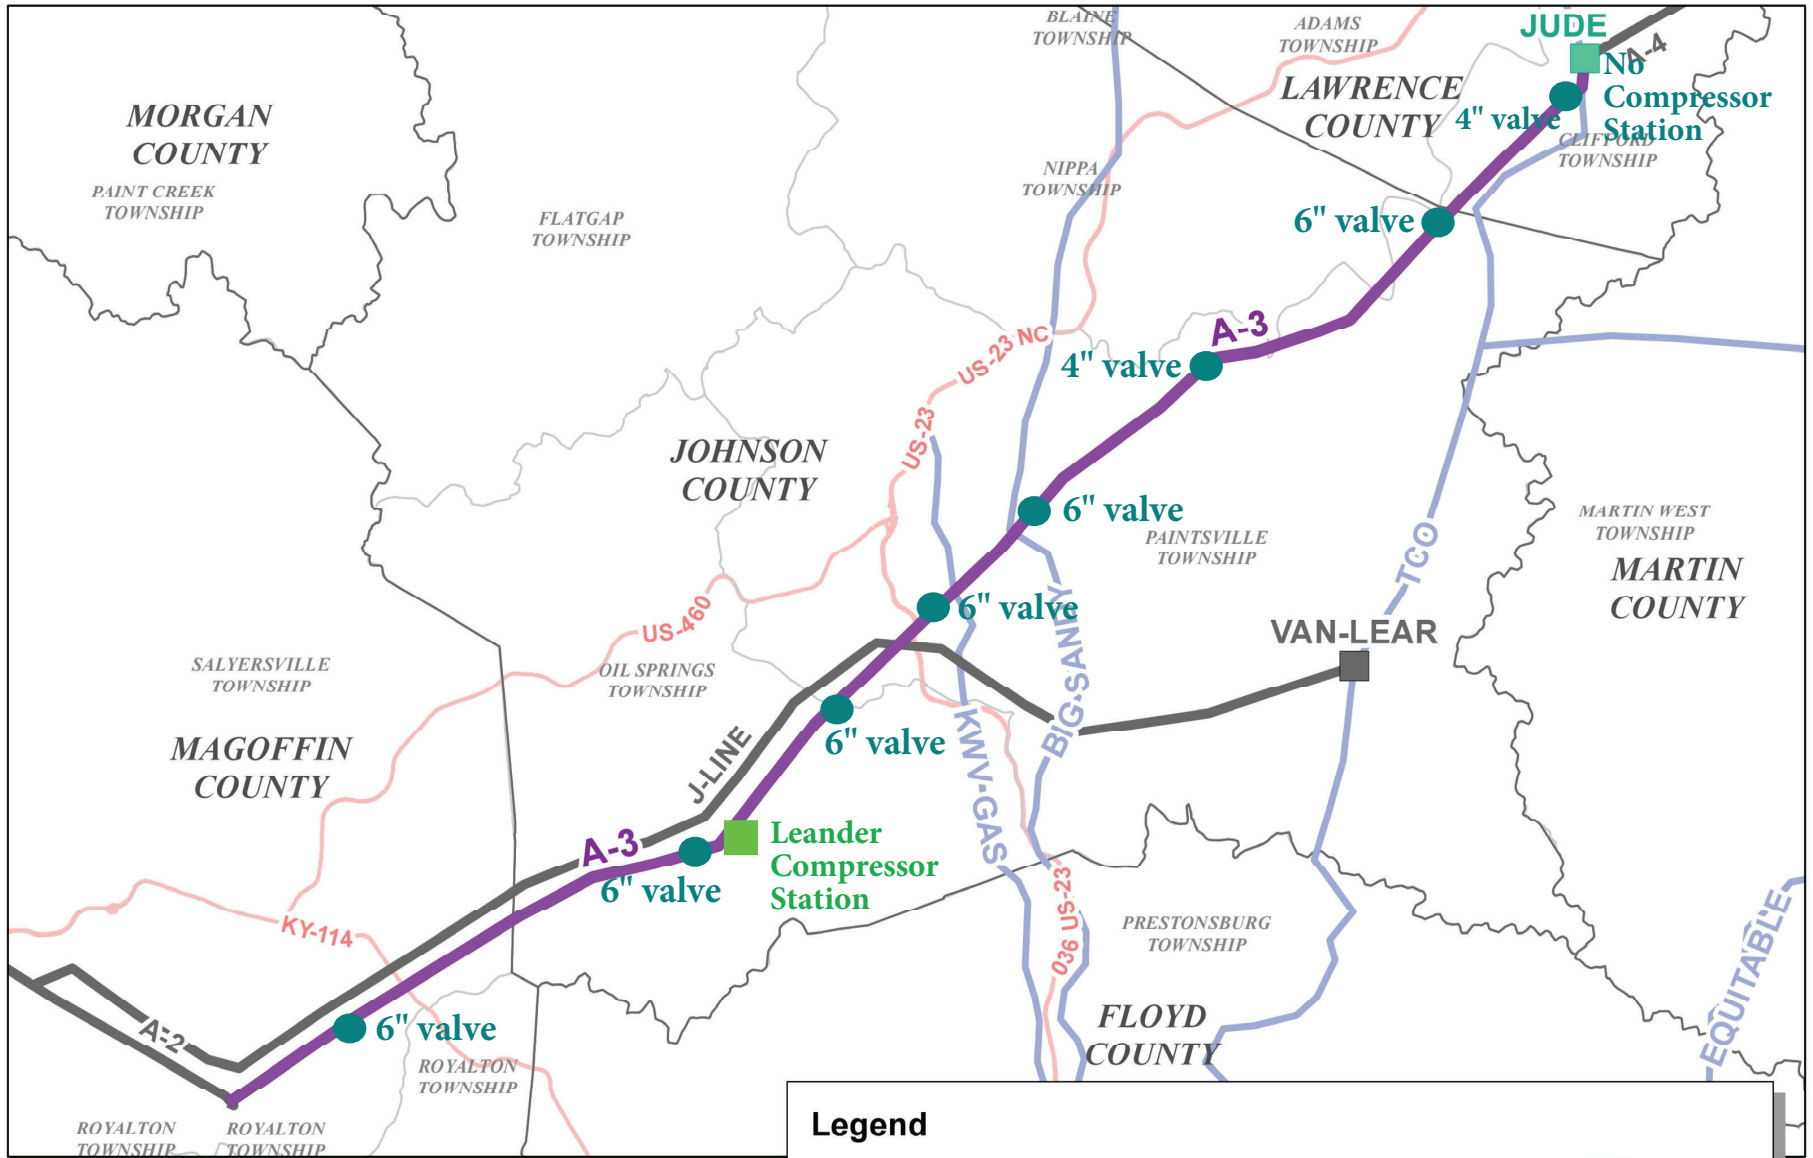 BLAINE
TOWNSHIP
ADAMS
TOWNSHIP
JUDE
A-4
No
Compressor
Station
LAWRENCE
COUNTY
4" valve
CLIFFORD
TOWNSHIP
MORGAN
COUNTY
PAINT CREEK
TOWNSHIP
FLATGAP
TOWNSHIP
NIPPA
TOWNSHIP
6" valve
A-3
US-23 NC
4" valve
US-23
JOHNSON
COUNTY
6" valve
PAINTSVILLE
TOWNSHIP
MARTIN WEST
TOWNSHIP
MARTIN
COUNTY
TCO
6" valve
US-460
BIG-SANDY
VAN-LEAR
SALYERSVILLE
TOWNSHIP
OIL SPRINGS
TOWNSHIP
MAGOFFIN
COUNTY
J-LINE
6" valve
KWV-GAS
A-3
6" valve
Leander
Compressor
Station
KY-114
036 US-23
PRESTONSBURG
TOWNSHIP
EQUITABLE
A-2
6" valve
FLOYD
COUNTY
ROYALTON
TOWNSHIP
ROYALTON
TOWNSHIP
ROYALTON
TOWNSHIP
Legend